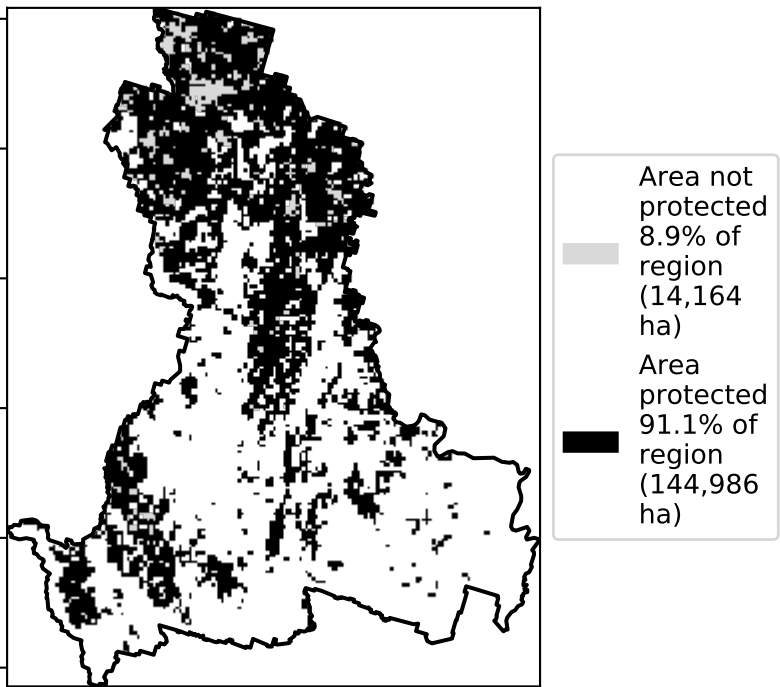 Area not
protected
8.9% of
region
(14,164
ha)
Area
protected
91.1% of
region
(144,986
ha)